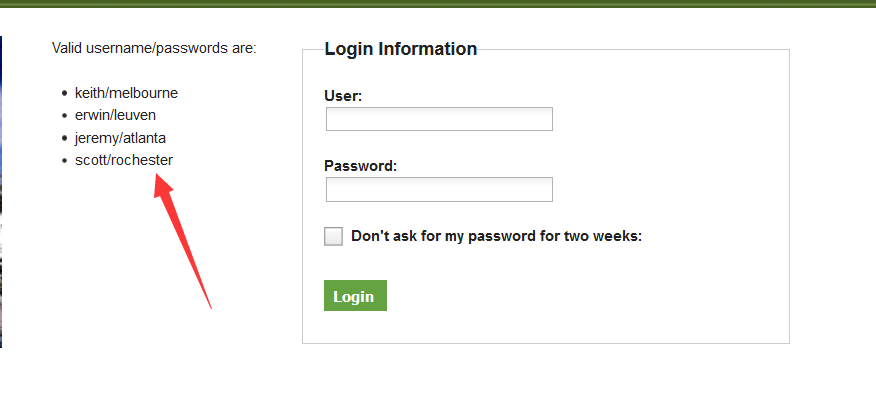 Valid username/passwords are:
keith/melbourne
erwin/leuven
jeremy/atlanta
scott/rochester
Login Information
User:
Password:
Don't ask for my password for two weeks:
Login